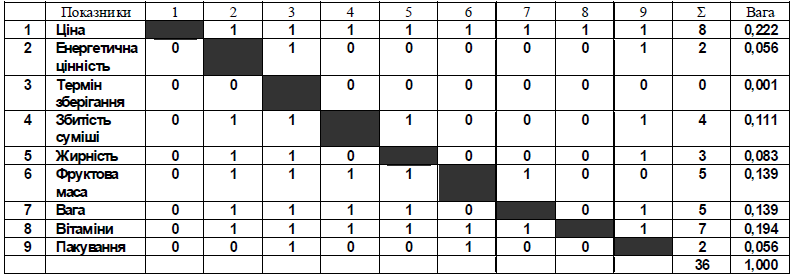 Показники 1 2 3 4 5 6 7 8 9 Σ Вага
1 Ціна 1 1 1 1 1 1 1 1 8 0,222
2 Енергетична цінність 0 1 0 0 0 0 0 1 2 0,056
3 Термін зберігання 0 0 0 0 0 0 0 0 0 0,001
4 Збитість суміші 0 1 1 1 0 0 0 1 4 0,111
5 Жирність 0 1 1 0 0 0 0 1 3 0,083
6 Фруктова маса 0 1 1 1 1 1 0 0 5 0,139
7 Вага 0 1 1 1 1 0 0 1 5 0,139
8 Вітаміни 0 1 1 1 1 1 1 1 7 0,194
9 Пакування 0 0 1 0 0 1 0 0 2 0,056
36 1,000